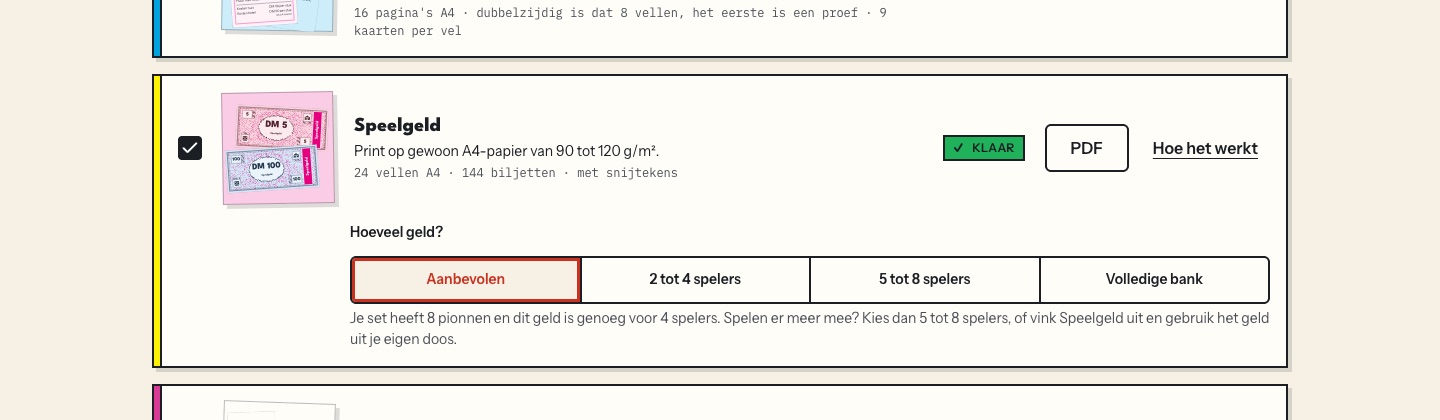 16 pagina's A4 · dubbelzijdig is dat 8 vellen, het eerste is een proef · 9
kaarten per vel
DM 5
DM 100
Speelgeld
Print op gewoon A4-papier van 90 tot 120 g/m².
24 vellen A4 · 144 biljetten · met snijtekens
KLAAR
PDF
Hoe het werkt
Hoeveel geld?
Aanbevolen
2 tot 4 spelers
5 tot 8 spelers
Volledige bank
Je set heeft 8 pionnen en dit geld is genoeg voor 4 spelers. Spelen er meer mee? Kies dan 5 tot 8 spelers, of vink Speelgeld uit en gebruik het geld
uit je eigen doos.